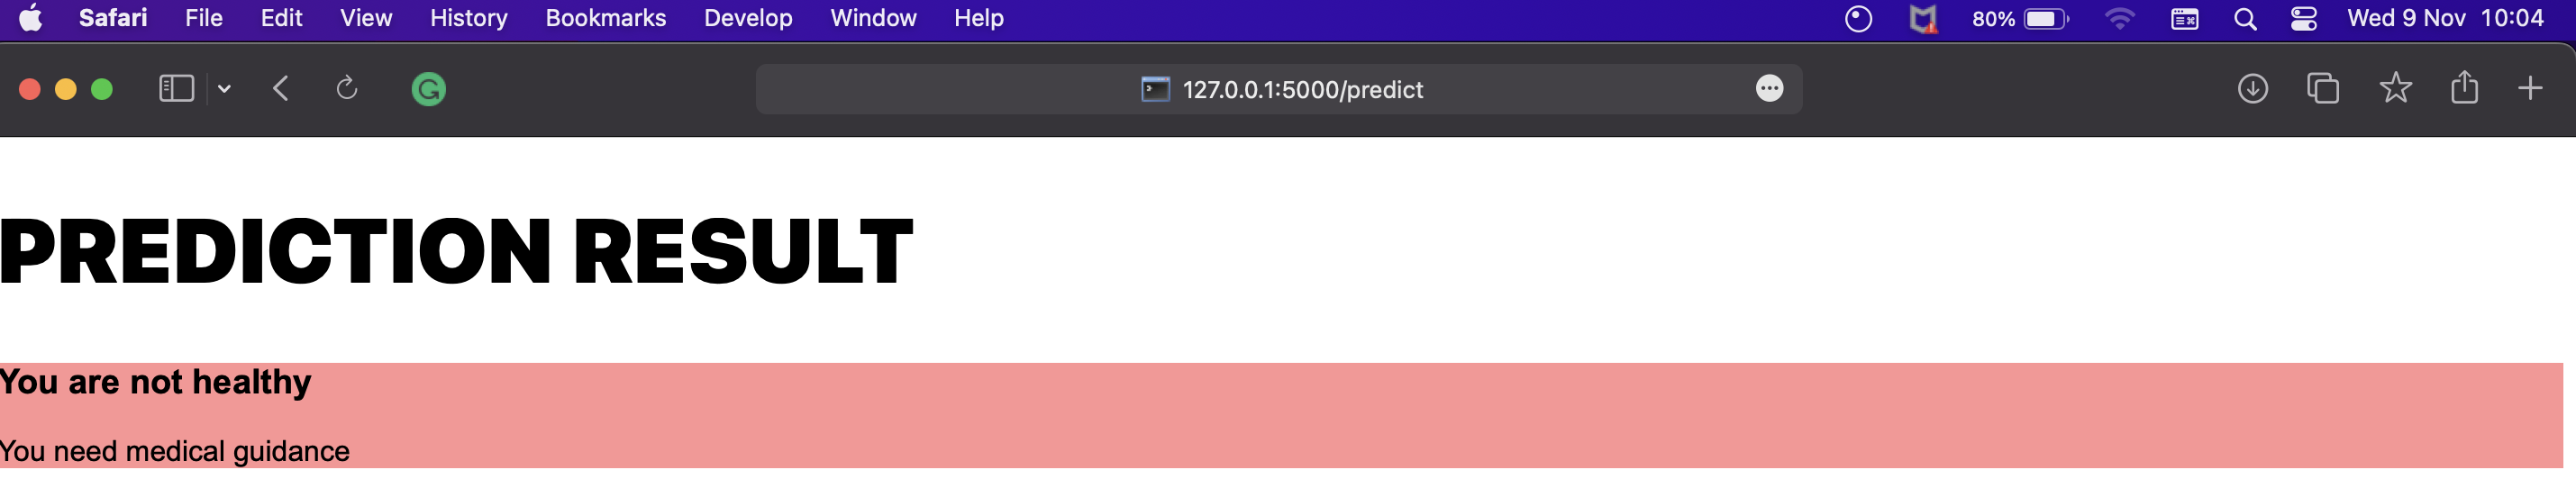 Safari File Edit View History Bookmarks Develop Window Help 80% Wed 9 Nov 10:04
127.0.0.1:5000/predict
PREDICTION RESULT
You are not healthy
You need medical guidance